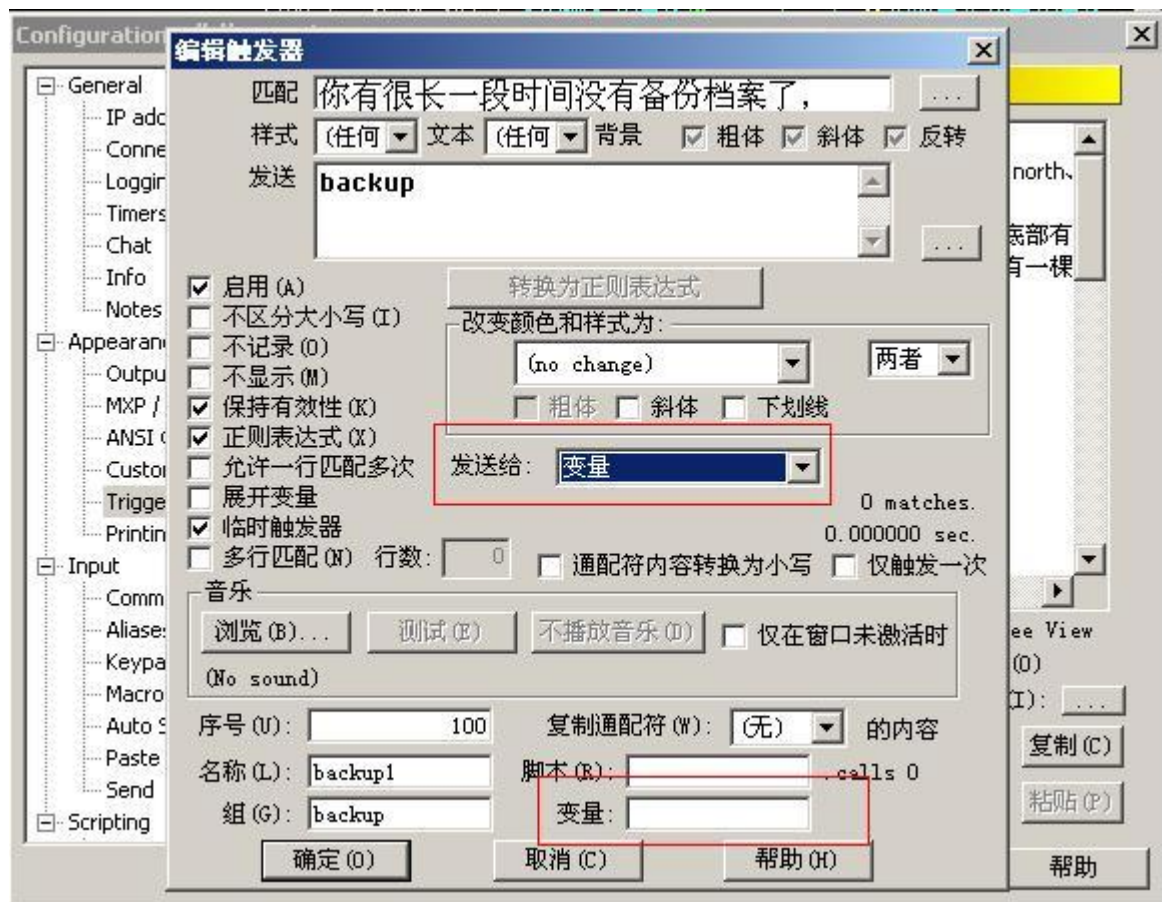 Configuration
编辑触发器
General
IP add
Conne
Loggin
Timers
Chat
Info
Notes
Appearan
Outpu
MXP /
ANSI
Custo
Trigge
Printin
Input
Comm
Aliases
Keypa
Macro
Auto S
Paste
Send
Scripting
匹配 你有很长一段时间没有备份档案了, ...
样式 (任何 文本 (任何 背景 粗体 斜体 反转
发送 backup
...
启用(A) 转换为正则表达式
不区分大小写(I) 改变颜色和样式为:
不记录(O) (no change) 两者
不显示(M)
保持有效性(K) 粗体 斜体 下划线
正则表达式(X)
允许一行匹配多次 发送给: 变量
展开变量 0 matches.
临时触发器 0.000000 sec.
多行匹配(N) 行数: 0 通配符内容转换为小写 仅触发一次
音乐
浏览(B)... 测试(E) 不播放音乐(D) 仅在窗口未激活时
(No sound)
序号(U): 100 复制通配符(W): (无) 的内容
名称(L): backup1 脚本(R): calls 0
组(G): backup 变量:
确定(O) 取消(C) 帮助(H)
north、
底部有
有一棵
ee View
(O)
(I): ...
复制(C)
粘贴(P)
帮助